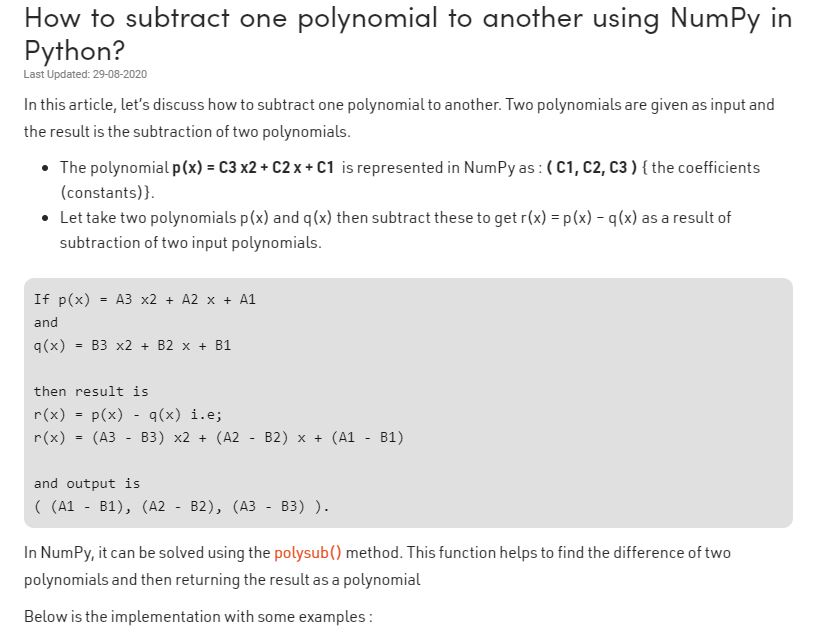 How to subtract one polynomial to another using NumPy in
Python?
Last Updated: 29-08-2020
In this article, let's discuss how to subtract one polynomial to another. Two polynomials are given as input and
the result is the subtraction of two polynomials.
• The polynomial p(x) = C3 x2 + C2 x + C1 is represented in NumPy as : ( C1, C2, C3 ) { the coefficients
(constants)}.
• Let take two polynomials p(x) and q(x) then subtract these to get r(x) = p(x) – q(x) as a result of
subtraction of two input polynomials.
If p(x) = A3 x2 + A2 x + A1
and
q(x) = B3 x2 + B2 x + B1
then result is
r(x) = p(x) - q(x) i.e;
r(x) = (A3 - B3) x2 + (A2 - B2) x + (A1 - B1)
and output is
( (A1 - B1), (A2 - B2), (A3 - B3) ).
In NumPy, it can be solved using the polysub() method. This function helps to find the difference of two
polynomials and then returning the result as a polynomial
Below is the implementation with some examples :